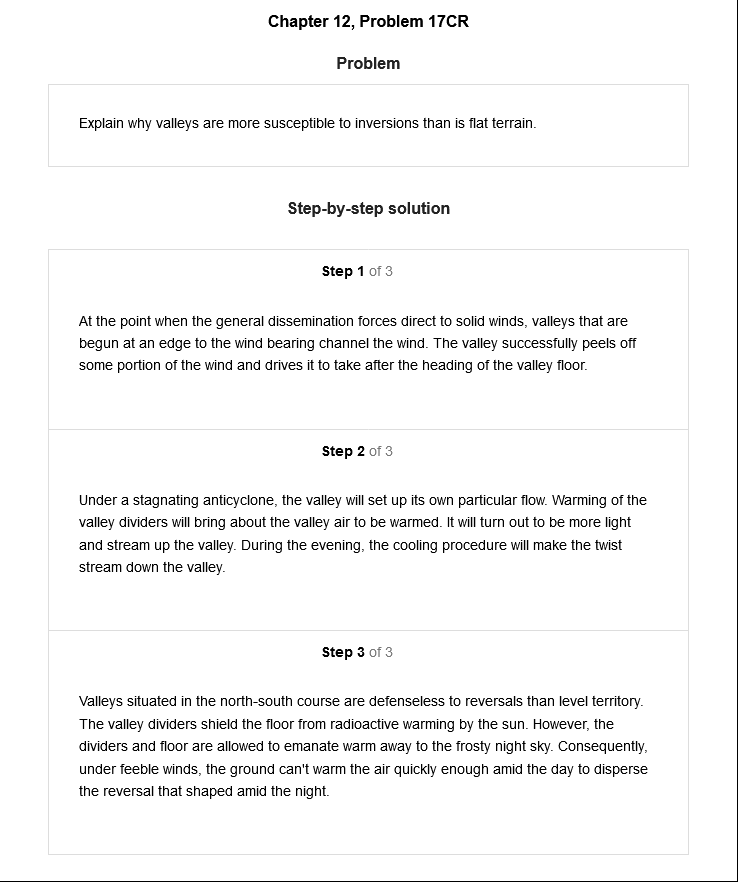 Chapter 12, Problem 17CR
Problem
Explain why valleys are more susceptible to inversions than is flat terrain.
Step-by-step solution
Step 1 of 3
At the point when the general dissemination forces direct to solid winds, valleys that are
begun at an edge to the wind bearing channel the wind. The valley successfully peels off
some portion of the wind and drives it to take after the heading of the valley floor.
Step 2 of 3
Under a stagnating anticyclone, the valley will set up its own particular flow. Warming of the
valley dividers will bring about the valley air to be warmed. It will turn out to be more light
and stream up the valley. During the evening, the cooling procedure will make the twist
stream down the valley.
Step 3 of 3
Valleys situated in the north-south course are defenseless to reversals than level territory.
The valley dividers shield the floor from radioactive warming by the sun. However, the
dividers and floor are allowed to emanate warm away to the frosty night sky. Consequently,
under feeble winds, the ground can't warm the air quickly enough amid the day to disperse
the reversal that shaped amid the night.